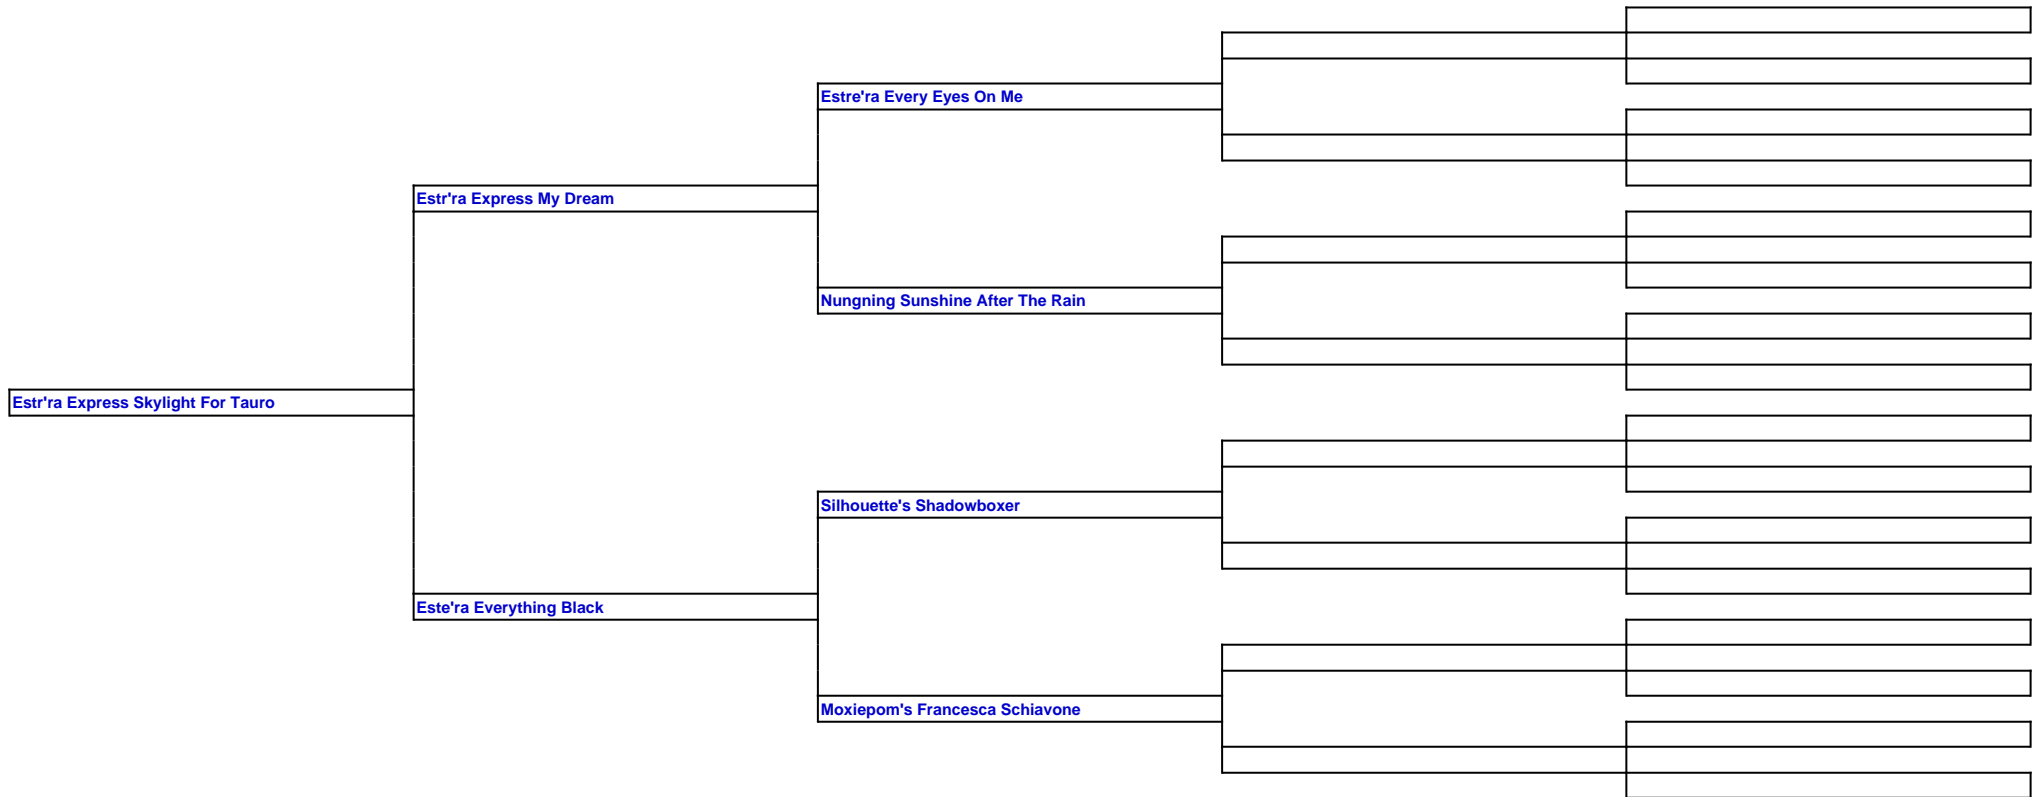 Estre'ra Every Eyes On Me
Estr'ra Express My Dream
Nungning Sunshine After The Rain
Estr'ra Express Skylight For Tauro
Silhouette's Shadowboxer
Este'ra Everything Black
Moxiepom's Francesca Schiavone